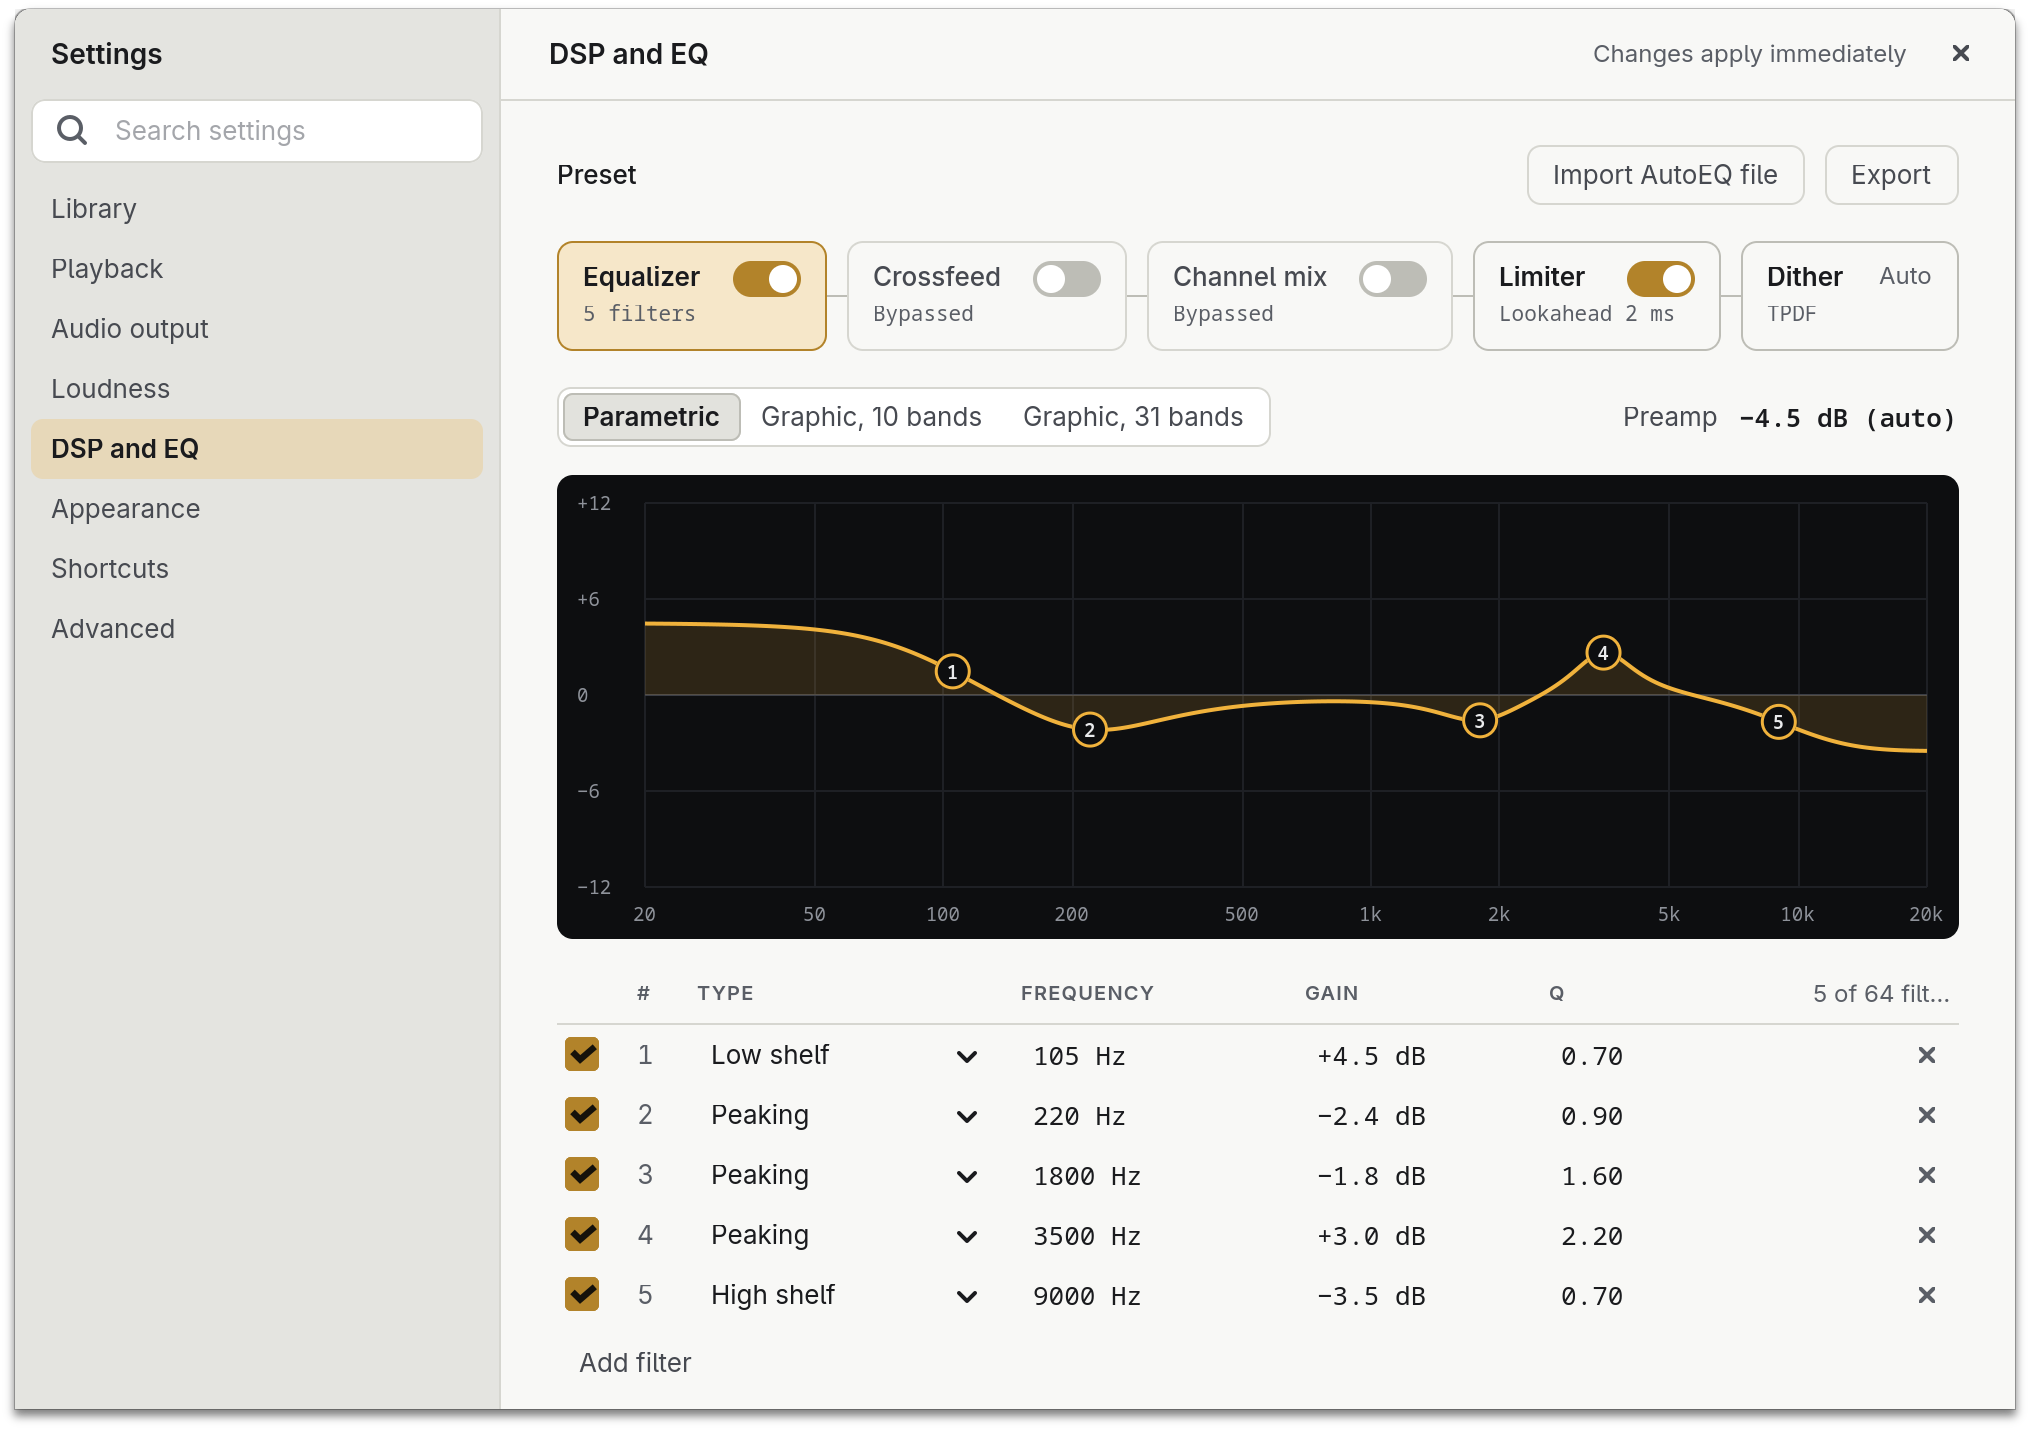 Settings
Search settings
Library
Playback
Audio output
Loudness
DSP and EQ
Appearance
Shortcuts
Advanced
DSP and EQ
Changes apply immediately
Preset
Import AutoEQ file
Export
Equalizer
5 filters
Crossfeed
Bypassed
Channel mix
Bypassed
Limiter
Lookahead 2 ms
Dither Auto
TPDF
Parametric Graphic, 10 bands Graphic, 31 bands
Preamp −4.5 dB (auto)
+12
+6
0
−6
−12
1
2
3
4
5
20 50 100 200 500 1k 2k 5k 10k 20k
# TYPE FREQUENCY GAIN Q 5 of 64 filt...
1 Low shelf 105 Hz +4.5 dB 0.70
2 Peaking 220 Hz −2.4 dB 0.90
3 Peaking 1800 Hz −1.8 dB 1.60
4 Peaking 3500 Hz +3.0 dB 2.20
5 High shelf 9000 Hz −3.5 dB 0.70
Add filter